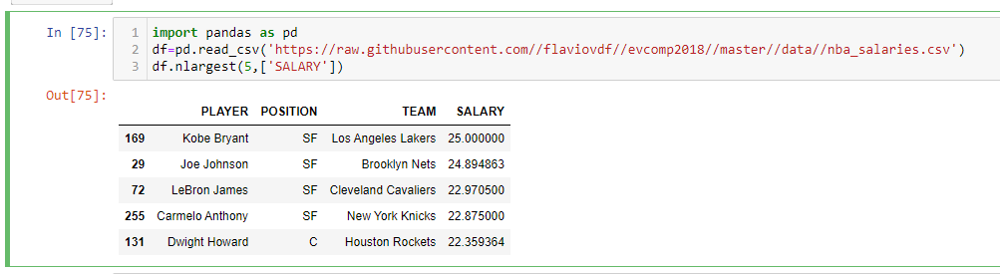 In [75]:
1 import pandas as pd
2 df=pd.read_csv('https://raw.githubusercontent.com//flaviovdf//evcomp2018//master//data//nba_salaries.csv')
3 df.nlargest(5,['SALARY'])
Out[75]:
PLAYER POSITION TEAM SALARY
169 Kobe Bryant SF Los Angeles Lakers 25.000000
29 Joe Johnson SF Brooklyn Nets 24.894863
72 LeBron James SF Cleveland Cavaliers 22.970500
255 Carmelo Anthony SF New York Knicks 22.875000
131 Dwight Howard C Houston Rockets 22.359364